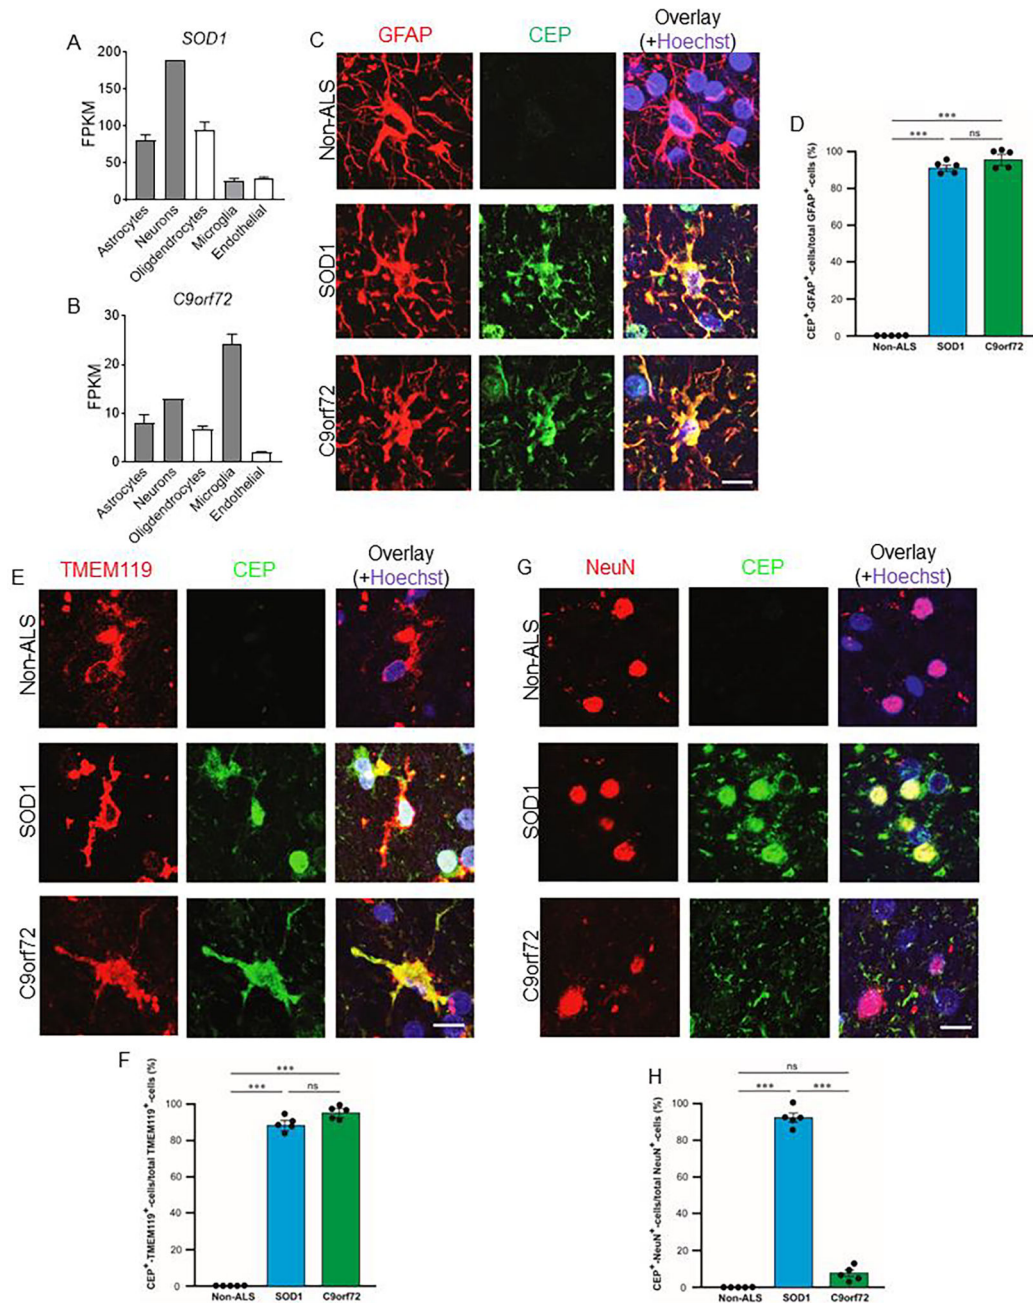 A
SOD1
FPKM
200
150
100
50
0
Astrocytes
Neurons
Oligdendrocytes
Microglia
Endothelial
B
C9orf72
FPKM
30
20
10
0
Astrocytes
Neurons
Oligdendrocytes
Microglia
Endothelial
C
GFAP
CEP
Overlay
(+Hoechst)
Non-ALS
SOD1
C9orf72
D
CEP⁺-GFAP⁺-cells/total GFAP⁺-cells (%)
***
***
ns
100
80
60
40
20
0
Non-ALS
SOD1
C9orf72
E
TMEM119
CEP
Overlay
(+Hoechst)
Non-ALS
SOD1
C9orf72
G
NeuN
CEP
Overlay
(+Hoechst)
Non-ALS
SOD1
C9orf72
F
CEP⁺-TMEM119⁺-cells/total TMEM119⁺-cells (%)
***
***
ns
100
80
60
40
20
0
Non-ALS
SOD1
C9orf72
H
CEP⁺-NeuN⁺-cells/total NeuN⁺-cells (%)
ns
***
***
100
80
60
40
20
0
Non-ALS
SOD1
C9orf72